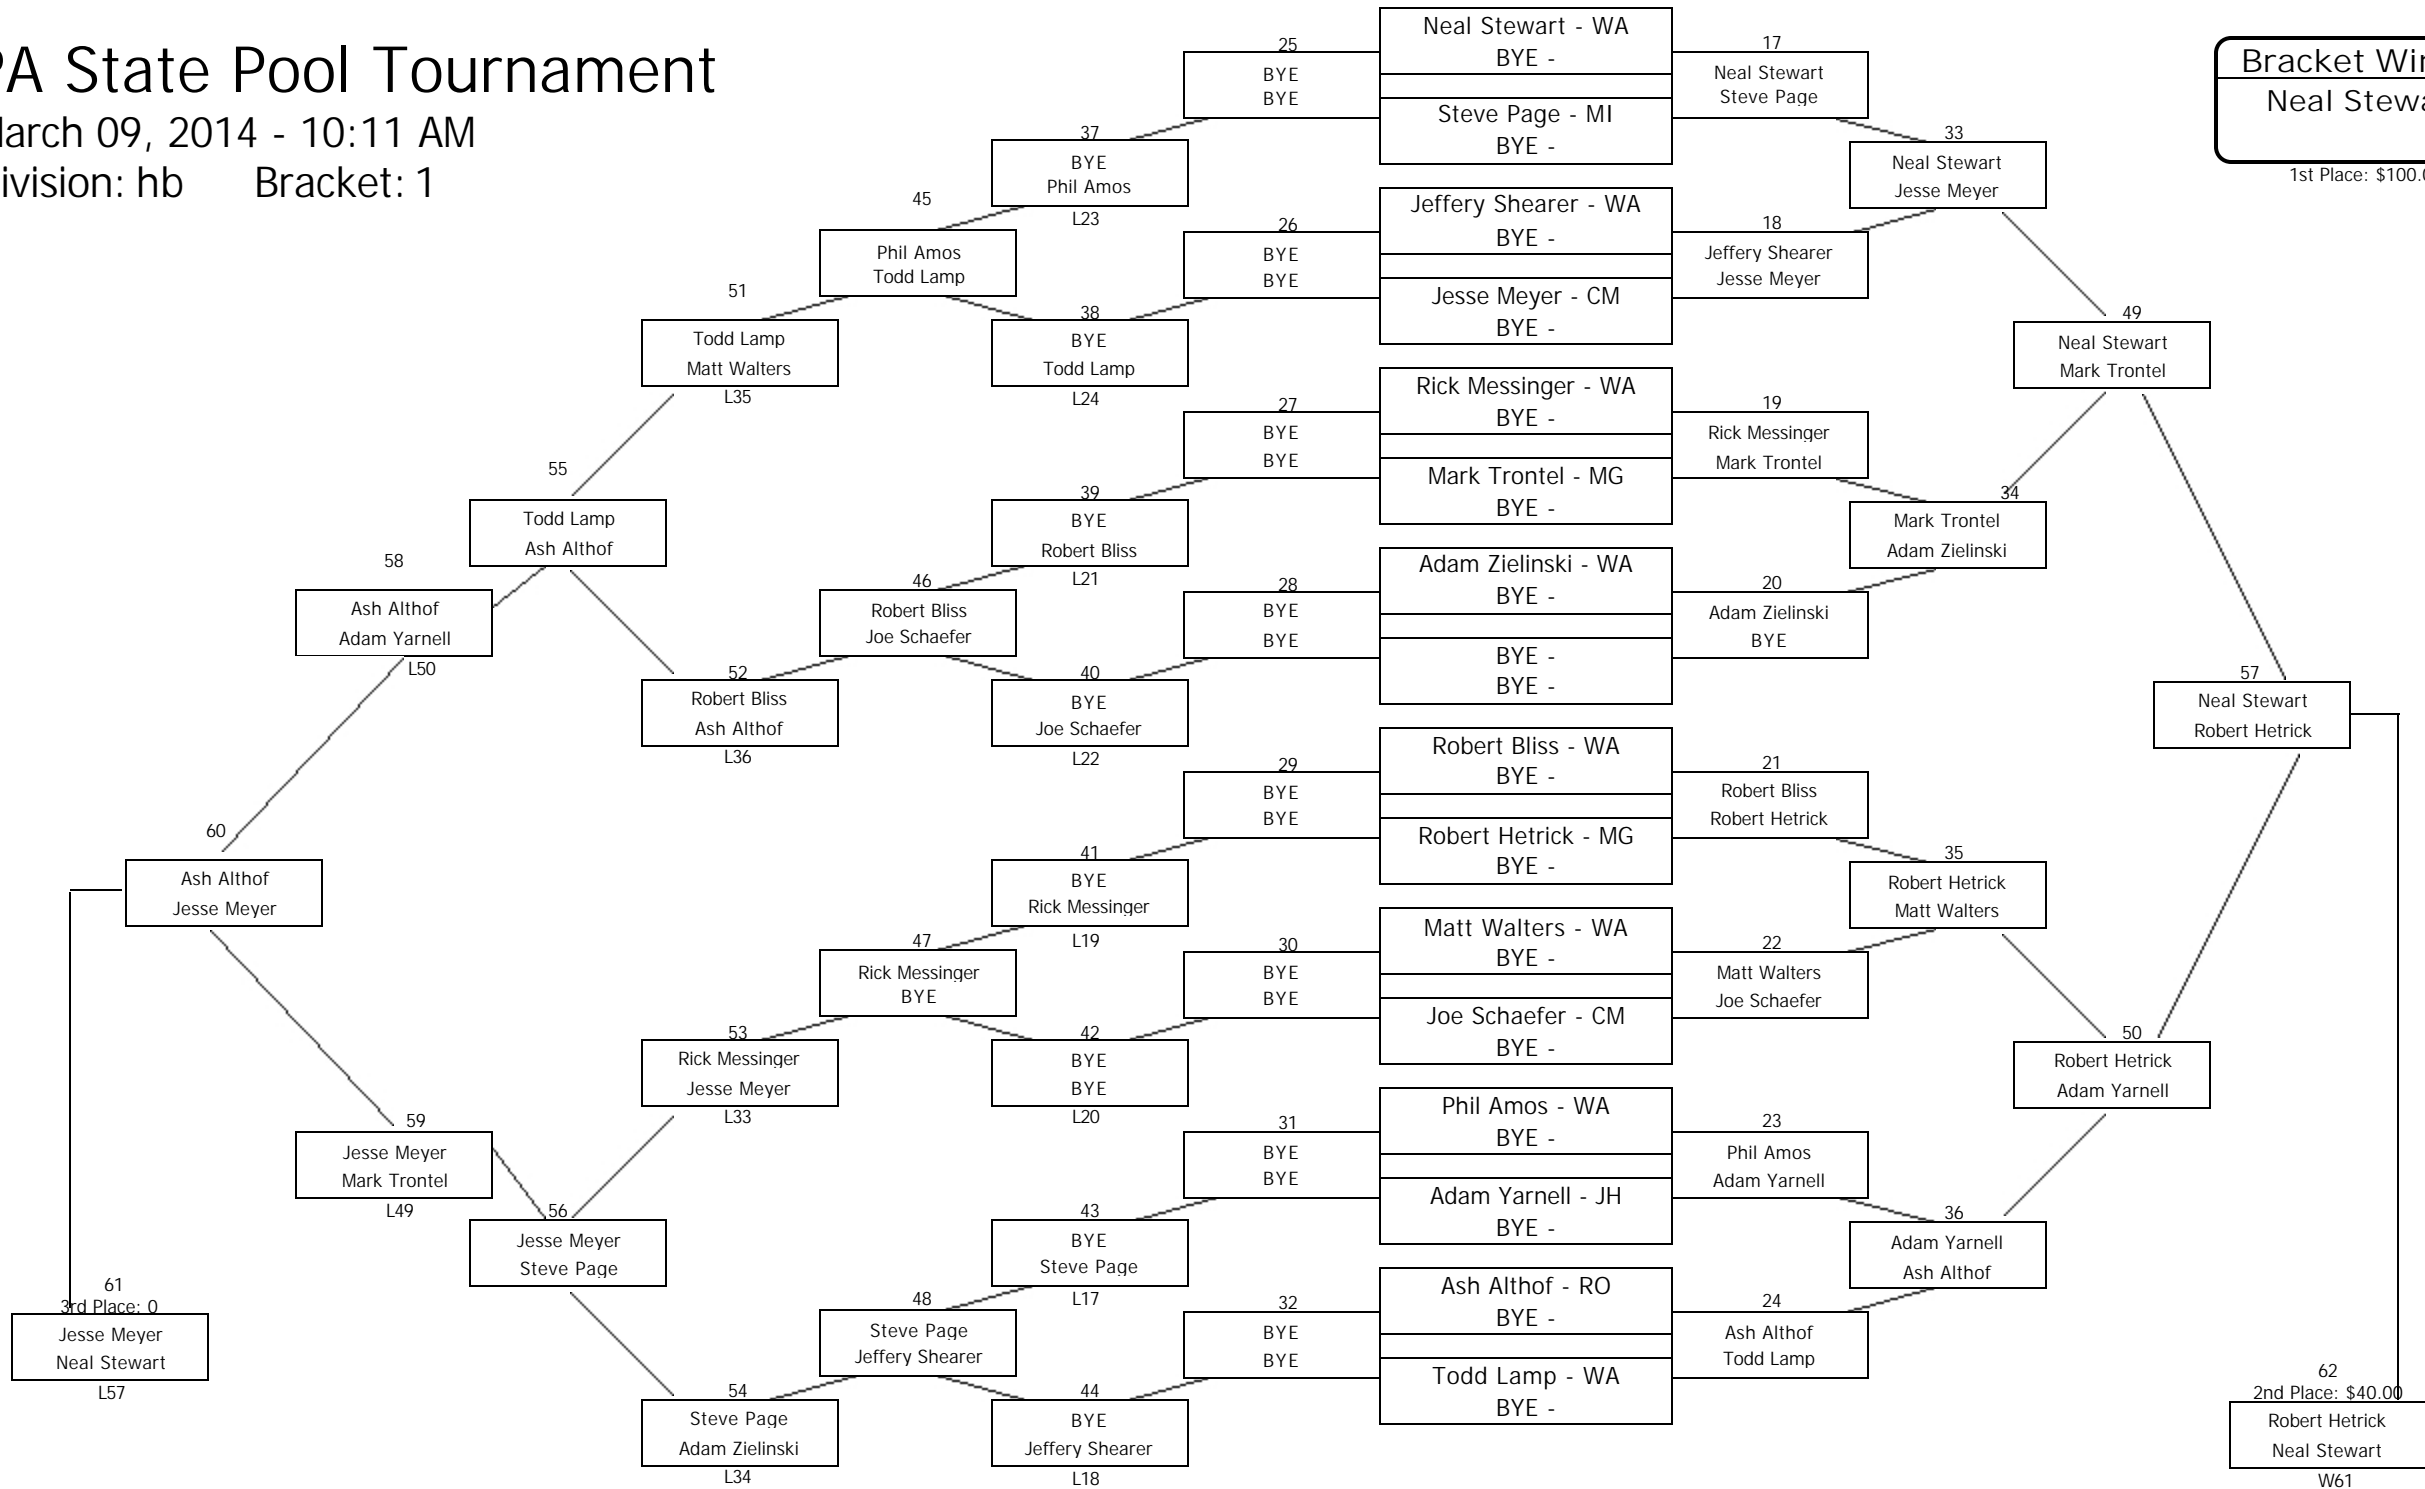 PA State Pool Tournament
March 09, 2014 - 10:11 AM
Division: hb Bracket: 1
Bracket Win
Neal Stewa
1st Place: $100.0
Neal Stewart - WA
BYE -
Steve Page - MI
BYE -
Jeffery Shearer - WA
BYE -
Jesse Meyer - CM
BYE -
Rick Messinger - WA
BYE -
Mark Trontel - MG
BYE -
Adam Zielinski - WA
BYE -
BYE -
BYE -
Robert Bliss - WA
BYE -
Robert Hetrick - MG
BYE -
Matt Walters - WA
BYE -
Joe Schaefer - CM
BYE -
Phil Amos - WA
BYE -
Adam Yarnell - JH
BYE -
Ash Althof - RO
BYE -
Todd Lamp - WA
BYE -
17
Neal Stewart
Steve Page
18
Jeffery Shearer
Jesse Meyer
19
Rick Messinger
Mark Trontel
20
Adam Zielinski
BYE
21
Robert Bliss
Robert Hetrick
22
Matt Walters
Joe Schaefer
23
Phil Amos
Adam Yarnell
24
Ash Althof
Todd Lamp
25
BYE
BYE
26
BYE
BYE
27
BYE
BYE
28
BYE
BYE
29
BYE
BYE
30
BYE
BYE
31
BYE
BYE
32
BYE
BYE
33
Neal Stewart
Jesse Meyer
34
Mark Trontel
Adam Zielinski
35
Robert Hetrick
Matt Walters
36
Adam Yarnell
Ash Althof
37
BYE
Phil Amos
L23
38
BYE
Todd Lamp
L24
39
BYE
Robert Bliss
L21
40
BYE
Joe Schaefer
L22
41
BYE
Rick Messinger
L19
42
BYE
BYE
L20
43
BYE
Steve Page
L17
44
BYE
Jeffery Shearer
L18
45
Phil Amos
Todd Lamp
46
Robert Bliss
Joe Schaefer
47
Rick Messinger
BYE
48
Steve Page
Jeffery Shearer
49
Neal Stewart
Mark Trontel
50
Robert Hetrick
Adam Yarnell
51
Todd Lamp
Matt Walters
L35
52
Robert Bliss
Ash Althof
L36
53
Rick Messinger
Jesse Meyer
L33
54
Steve Page
Adam Zielinski
L34
55
Todd Lamp
Ash Althof
56
Jesse Meyer
Steve Page
57
Neal Stewart
Robert Hetrick
58
Ash Althof
Adam Yarnell
L50
59
Jesse Meyer
Mark Trontel
L49
60
Ash Althof
Jesse Meyer
61
3rd Place: 0
Jesse Meyer
Neal Stewart
L57
62
2nd Place: $40.00
Robert Hetrick
Neal Stewart
W61